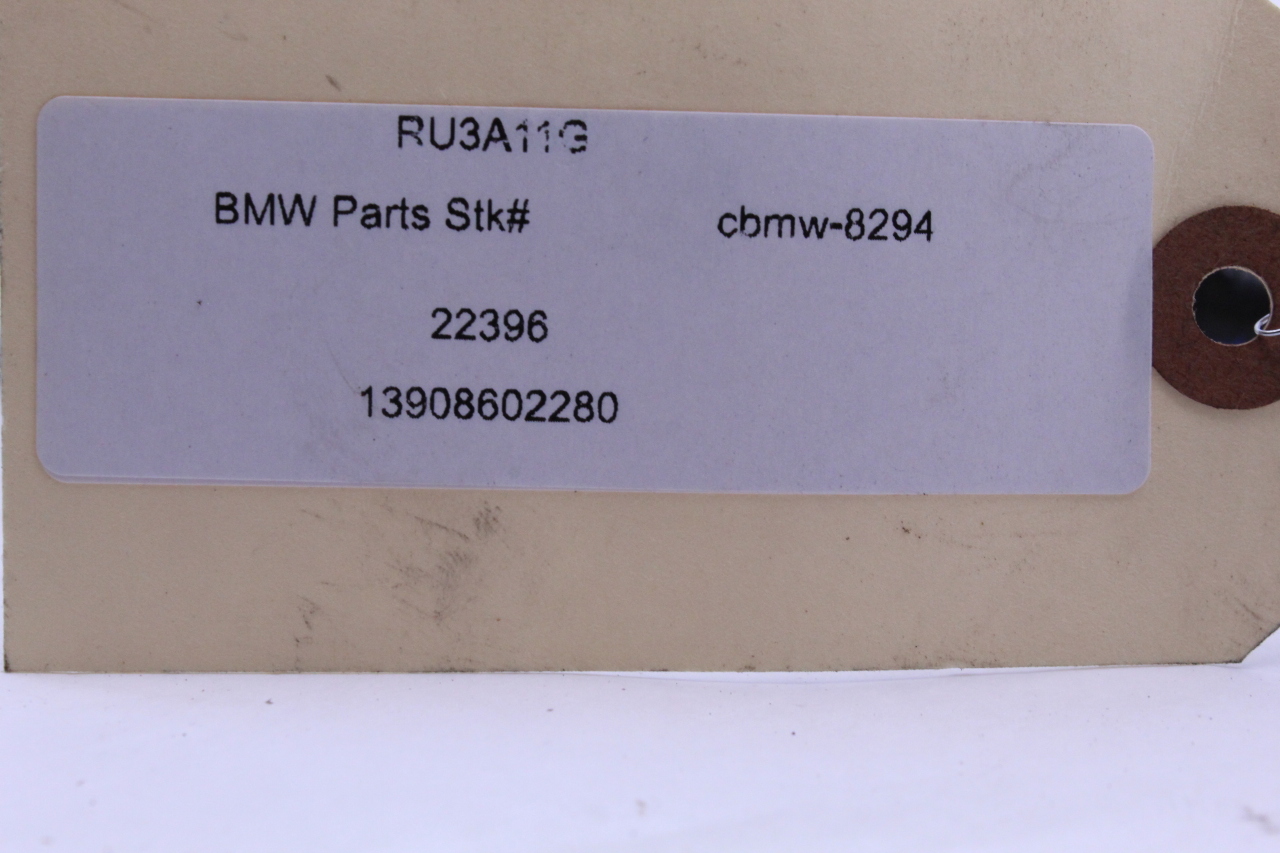 RU3A11G
BMW Parts Stk# cbmw-8294
22396
13908602280